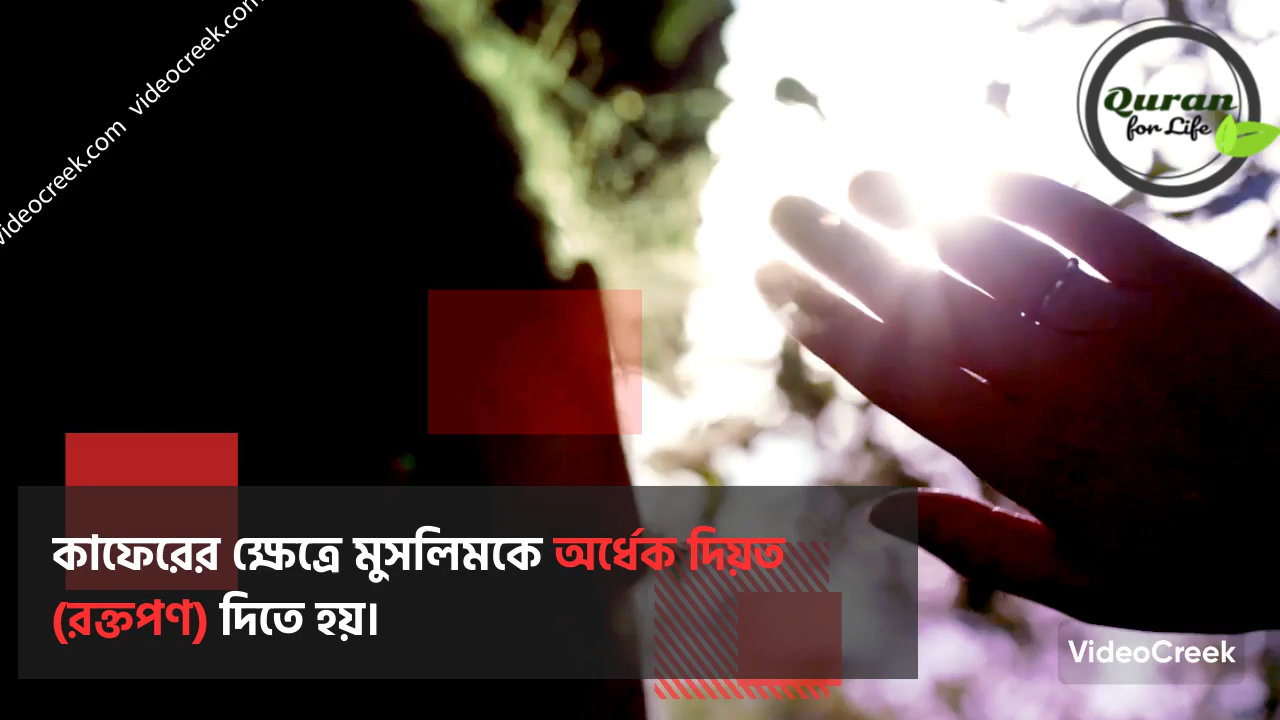 videocreek.com videocreek.com
Quran
for Life
কাফেরের ক্ষেত্রে মুসলিমকে অর্ধেক দিয়ত
(রক্তপণ) দিতে হয়।
VideoCreek